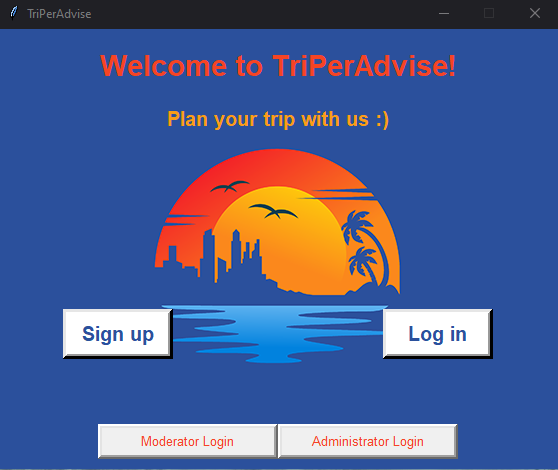 TriPerAdvise
Welcome to TriPerAdvise!
Plan your trip with us :)
Sign up
Log in
Moderator Login
Administrator Login